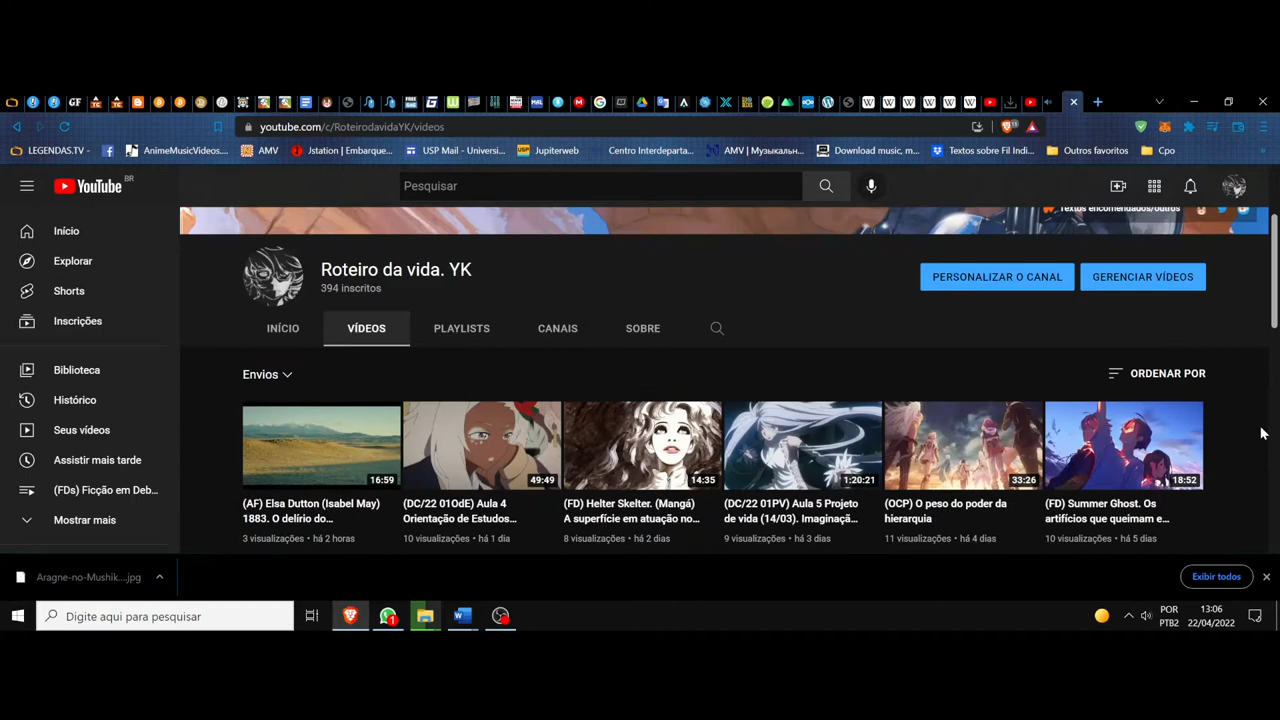 youtube.com/c/RoteirodavidaYK/videos
LEGENDAS.TV -
AnimeMusicVideos...
AMV
Jstation | Embarque...
USP Mail - Universi...
Jupiterweb
Centro Interdeparta...
AMV | Музыкальн...
Download music, m...
Textos sobre Fil Indi...
Outros favoritos
Cpo
YouTube BR
Pesquisar
Textos encomendados/outros
Início
Explorar
Shorts
Inscrições
Biblioteca
Histórico
Seus vídeos
Assistir mais tarde
(FDs) Ficção em Deb...
Mostrar mais
Roteiro da vida. YK
394 inscritos
PERSONALIZAR O CANAL
GERENCIAR VÍDEOS
INÍCIO
VÍDEOS
PLAYLISTS
CANAIS
SOBRE
Envios
ORDENAR POR
16:59
(AF) Elsa Dutton (Isabel May)
1883. O delírio do...
3 visualizações • há 2 horas
49:49
(DC/22 01OdE) Aula 4
Orientação de Estudos...
10 visualizações • há 1 dia
14:35
(FD) Helter Skelter. (Mangá)
A superfície em atuação no...
8 visualizações • há 2 dias
1:20:21
(DC/22 01PV) Aula 5 Projeto
de vida (14/03). Imaginaçã...
9 visualizações • há 3 dias
33:26
(OCP) O peso do poder da
hierarquia
11 visualizações • há 4 dias
18:52
(FD) Summer Ghost. Os
artifícios que queimam e...
10 visualizações • há 5 dias
Aragne-no-Mushik....jpg
Exibir todos
Digite aqui para pesquisar
1
POR
PTB2
13:06
22/04/2022